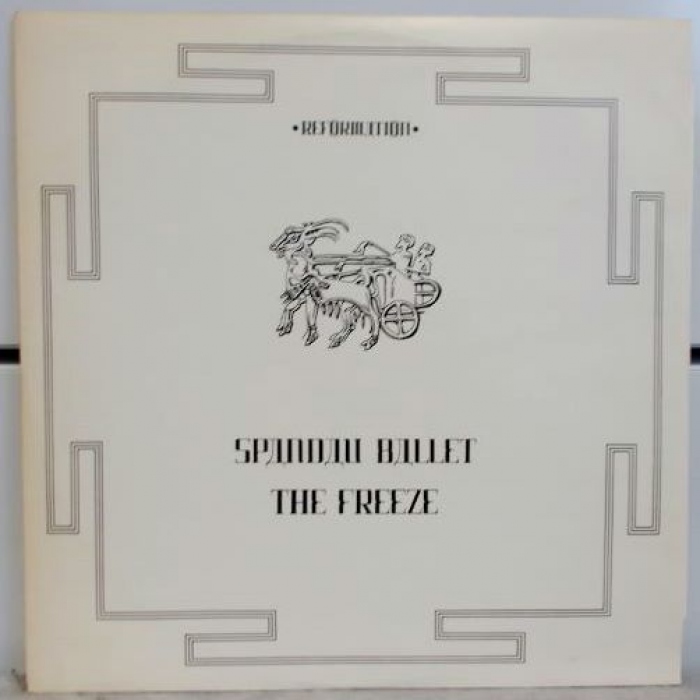 • REFORMATION •
SPANDAU BALLET
THE FREEZE